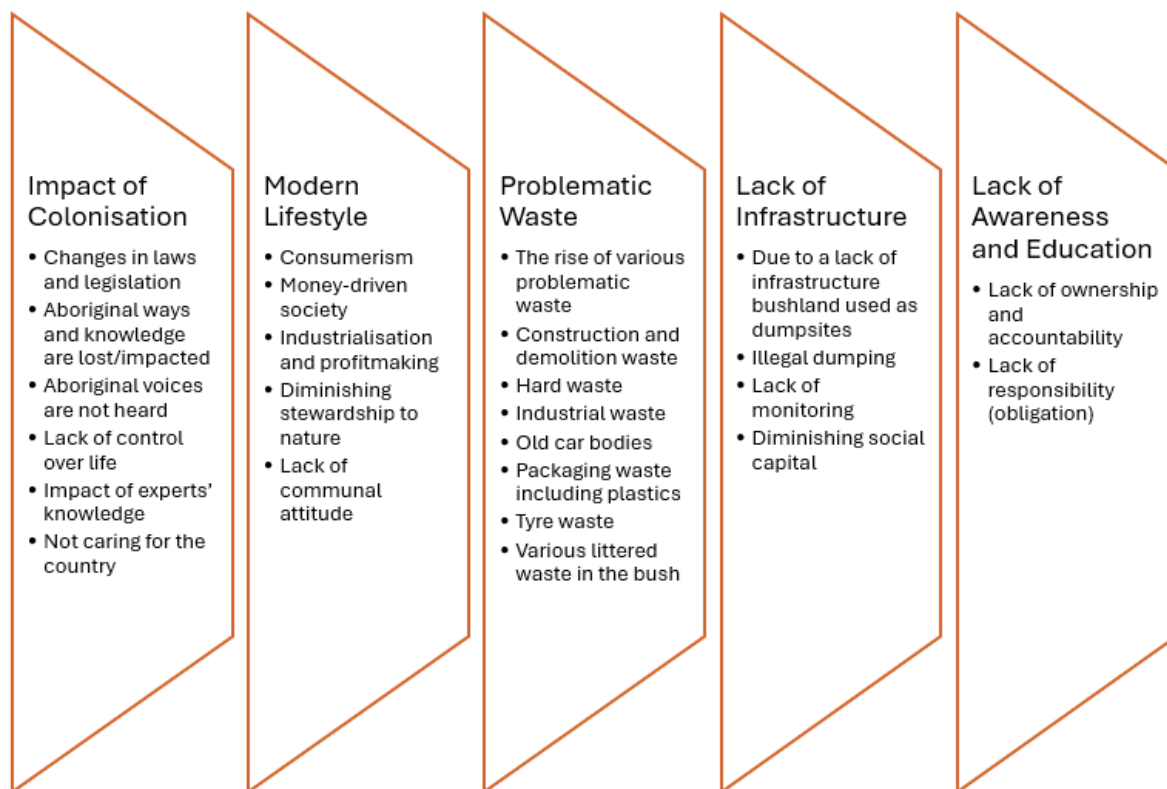 Impact of
Colonisation
• Changes in laws
and legislation
• Aboriginal ways
and knowledge
are lost/impacted
• Aboriginal voices
are not heard
• Lack of control
over life
• Impact of experts’
knowledge
• Not caring for the
country
Modern
Lifestyle
• Consumerism
• Money-driven
society
• Industrialisation
and profitmaking
• Diminishing
stewardship to
nature
• Lack of
communal
attitude
Problematic
Waste
• The rise of various
problematic
waste
• Construction and
demolition waste
• Hard waste
• Industrial waste
• Old car bodies
• Packaging waste
including plastics
• Tyre waste
• Various littered
waste in the bush
Lack of
Infrastructure
• Due to a lack of
infrastructure
bushland used as
dumpsites
• Illegal dumping
• Lack of
monitoring
• Diminishing social
capital
Lack of
Awareness
and Education
• Lack of ownership
and
accountability
• Lack of
responsibility
(obligation)